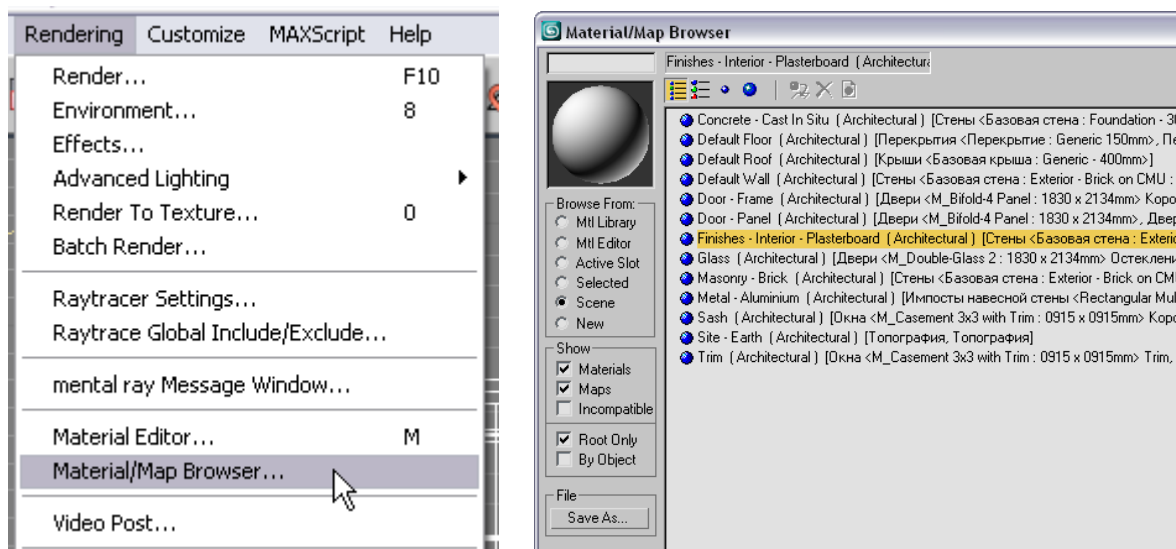 Rendering Customize MAXScript Help
Render... F10
Environment... 8
Effects...
Advanced Lighting
Render To Texture... 0
Batch Render...
Raytracer Settings...
Raytrace Global Include/Exclude...
mental ray Message Window...
Material Editor... M
Material/Map Browser...
Video Post...
Material/Map Browser
Finishes - Interior - Plasterboard ( Architectur
Concrete - Cast In Situ ( Architectural ) [Стены <Базовая стена : Foundation - 3
Default Floor ( Architectural ) [Перекрытия <Перекрытие : Generic 150mm>, Пе
Default Roof ( Architectural ) [Крыши <Базовая крыша : Generic - 400mm>]
Default Wall ( Architectural ) [Стены <Базовая стена : Exterior - Brick on CMU :
Door - Frame ( Architectural ) [Двери <M_Bifold-4 Panel : 1830 x 2134mm> Коро
Door - Panel ( Architectural ) [Двери <M_Bifold-4 Panel : 1830 x 2134mm>, Двер
Finishes - Interior - Plasterboard ( Architectural ) [Стены <Базовая стена : Exteri
Glass ( Architectural ) [Двери <M_Double-Glass 2 : 1830 x 2134mm> Остеклени
Masonry - Brick ( Architectural ) [Стены <Базовая стена : Exterior - Brick on CM
Metal - Aluminium ( Architectural ) [Импосты навесной стены <Rectangular Mul
Sash ( Architectural ) [Окна <M_Casement 3x3 with Trim : 0915 x 0915mm> Коро
Site - Earth ( Architectural ) [Топография, Топография]
Trim ( Architectural ) [Окна <M_Casement 3x3 with Trim : 0915 x 0915mm> Trim,
Browse From:
Mtl Library
Mtl Editor
Active Slot
Selected
Scene
New
Show
Materials
Maps
Incompatible
Root Only
By Object
File
Save As...